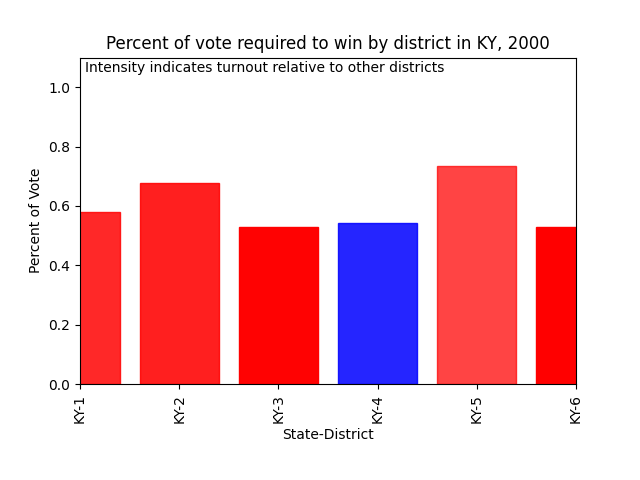 Percent of vote required to win by district in KY, 2000
Intensity indicates turnout relative to other districts
1.0
0.8
0.6
0.4
0.2
0.0
Percent of Vote
KY-1
KY-2
KY-3
KY-4
KY-5
KY-6
State-District